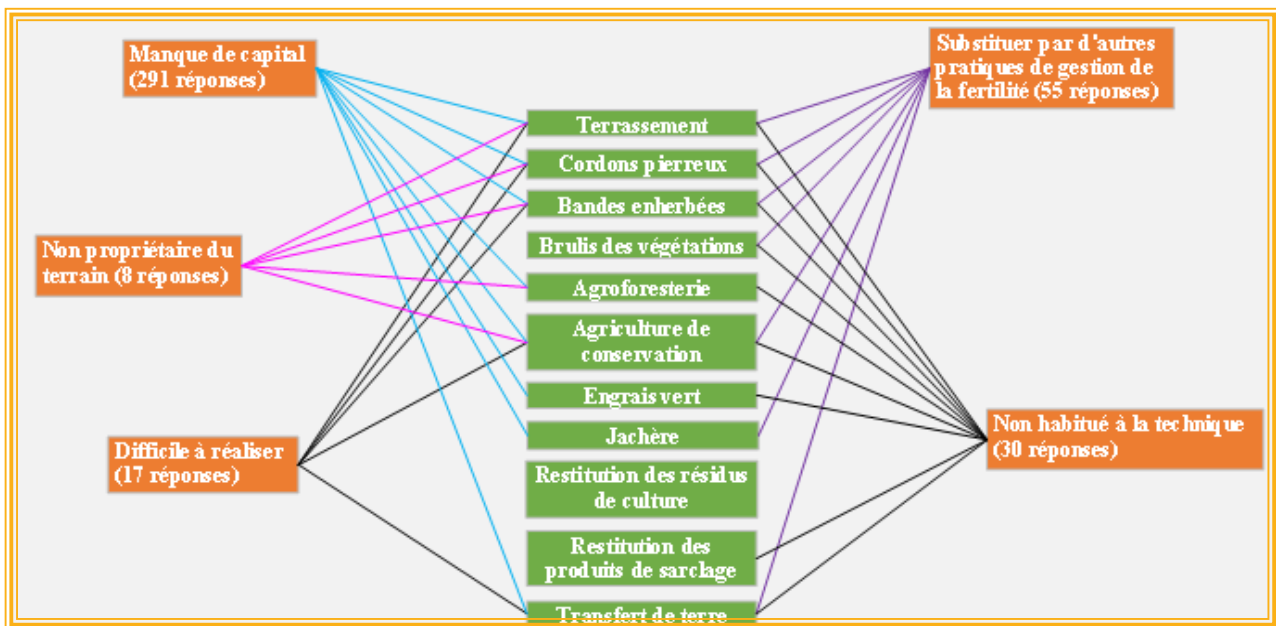 Manque de capital
(291 réponses)
Substituer par d'autres
pratiques de gestion de
la fertilité (55 réponses)
Terrassement
Cordons pierreux
Bandes enherbées
Brulis des végétations
Non propriétaire du
terrain (8 réponses)
Agroforesterie
Agriculture de
conservation
Engrais vert
Jachère
Difficile à réaliser
(17 réponses)
Non habitué à la technique
(30 réponses)
Restitution des résidus
de culture
Restitution des
produits de sarclage
Transfert de terre